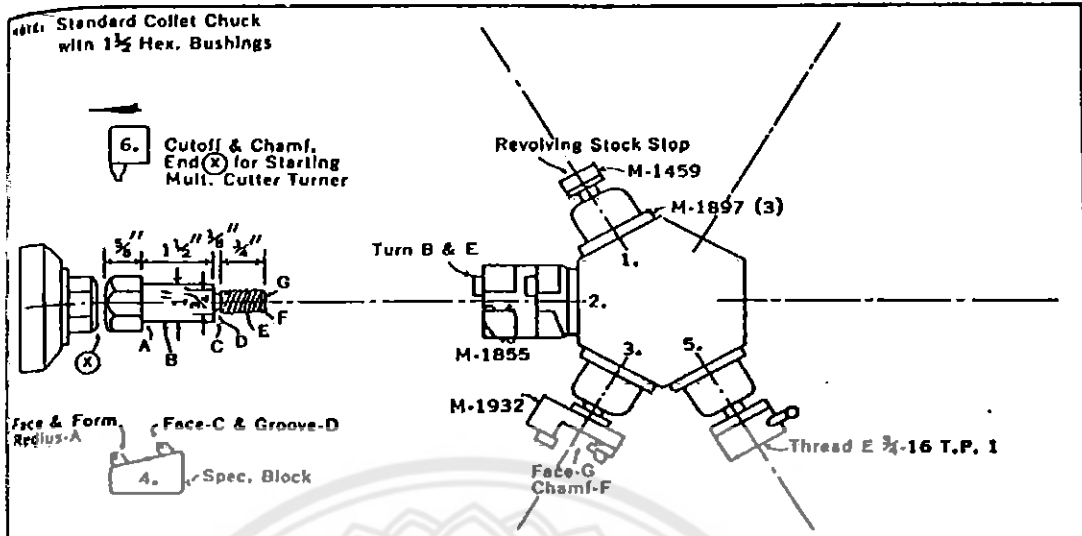 NOTE: Standard Collet Chuck
with 1½ Hex. Bushings
6.
Cutoff & Chamf.
End Ⓧ for Starting
Mult. Cutter Turner
Revolving Stock Stop
M-1459
M-1897 (3)
Turn B & E
1.
2.
3.
5.
M-1855
M-1932
⅝"
1½"
¾"
G
F
E
D
C
B
A
Ⓧ
Face & Form
Radius-A
Face-C & Groove-D
4.
Spec. Block
Face-G
Chamf-F
Thread E ¾-16 T.P. 1